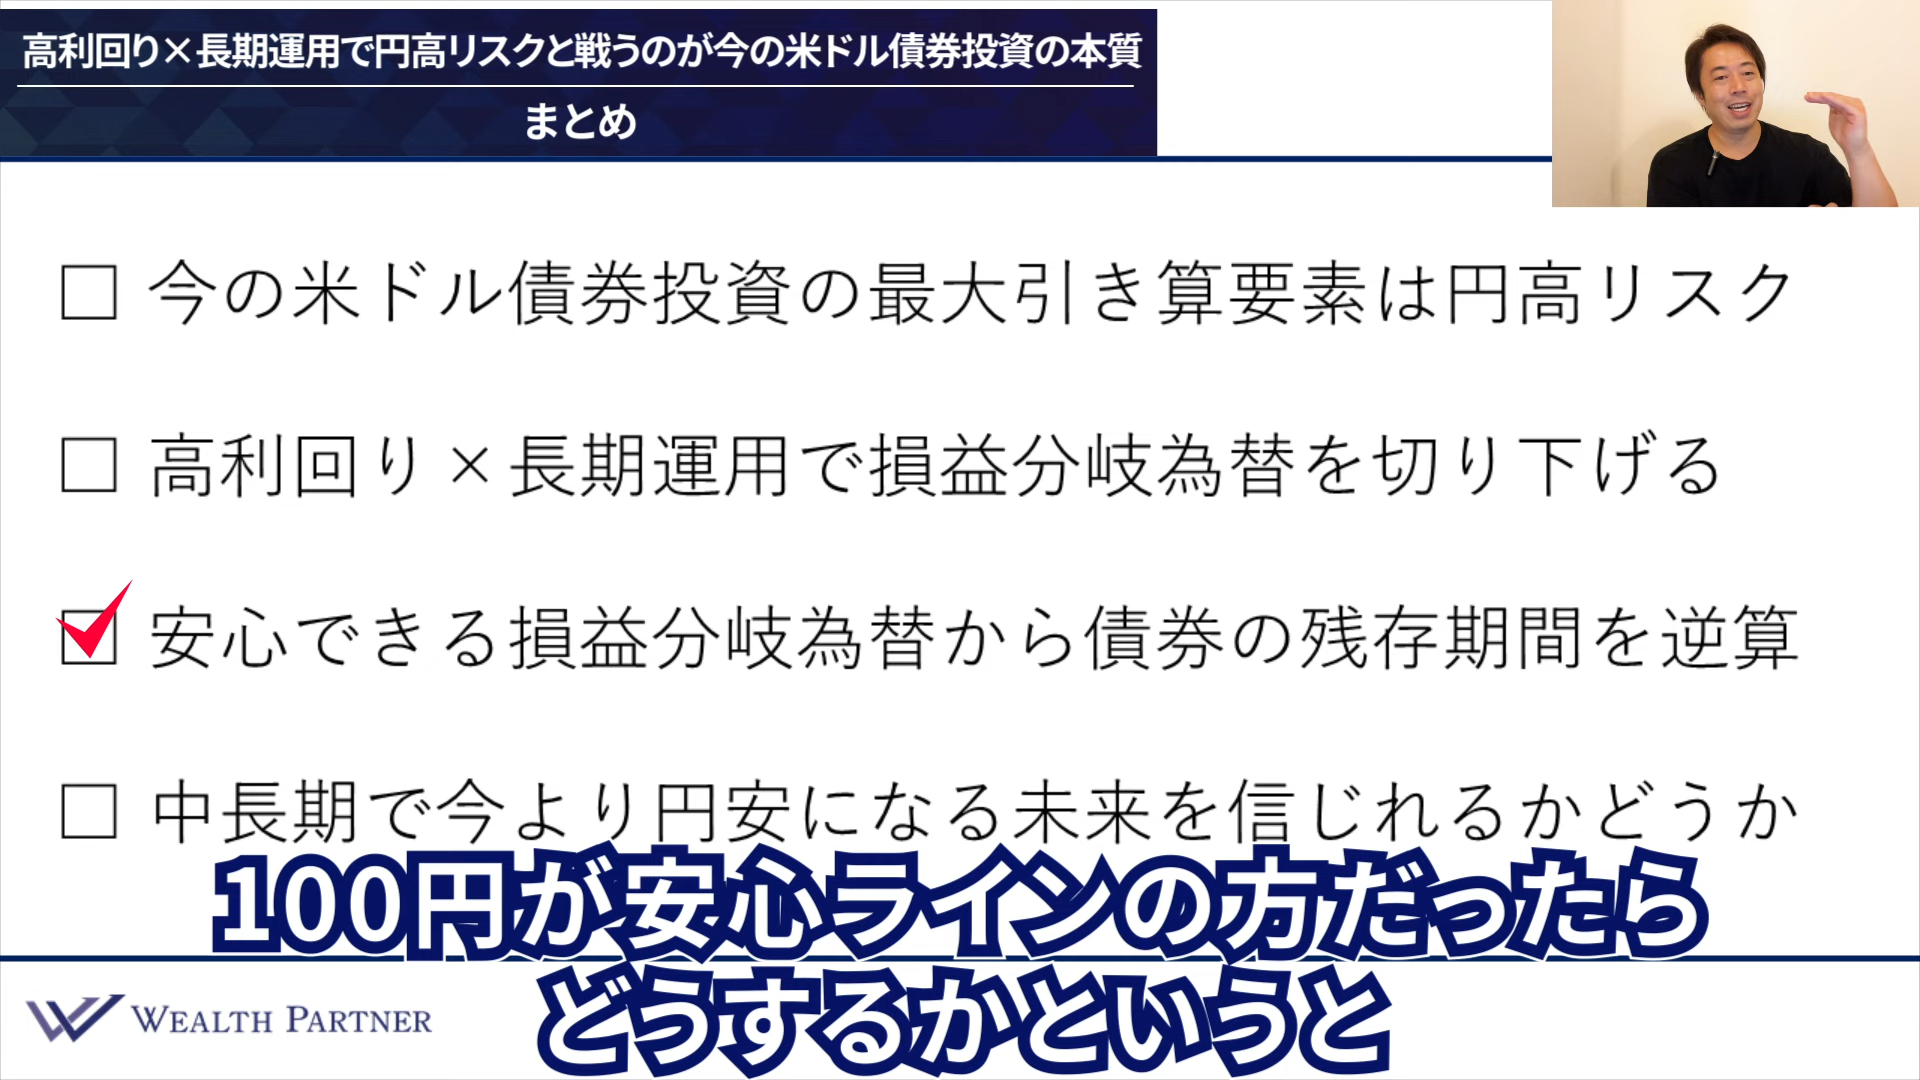 高利回り×長期運用で円高リスクと戦うのが今の米ドル債券投資の本質
まとめ
□ 今の米ドル債券投資の最大引き算要素は円高リスク
□ 高利回り×長期運用で損益分岐為替を切り下げる
☑ 安心できる損益分岐為替から債券の残存期間を逆算
□ 中長期で今より円安になる未来を信じれるかどうか
100円が安心ラインの方だったら
どうするかというと
WEALTH PARTNER